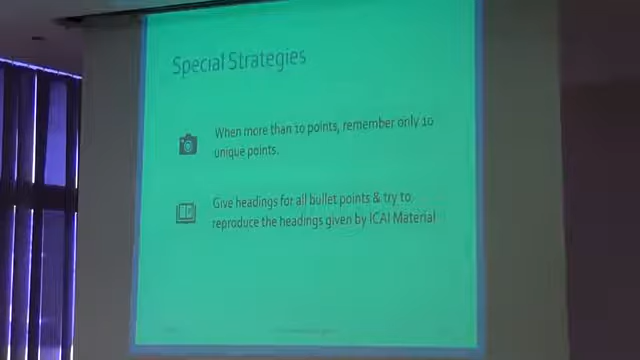 Special Strategies
When more than 10 points, remember only 10
unique points.
Give headings for all bullet points & try to
reproduce the headings given by ICAI Material